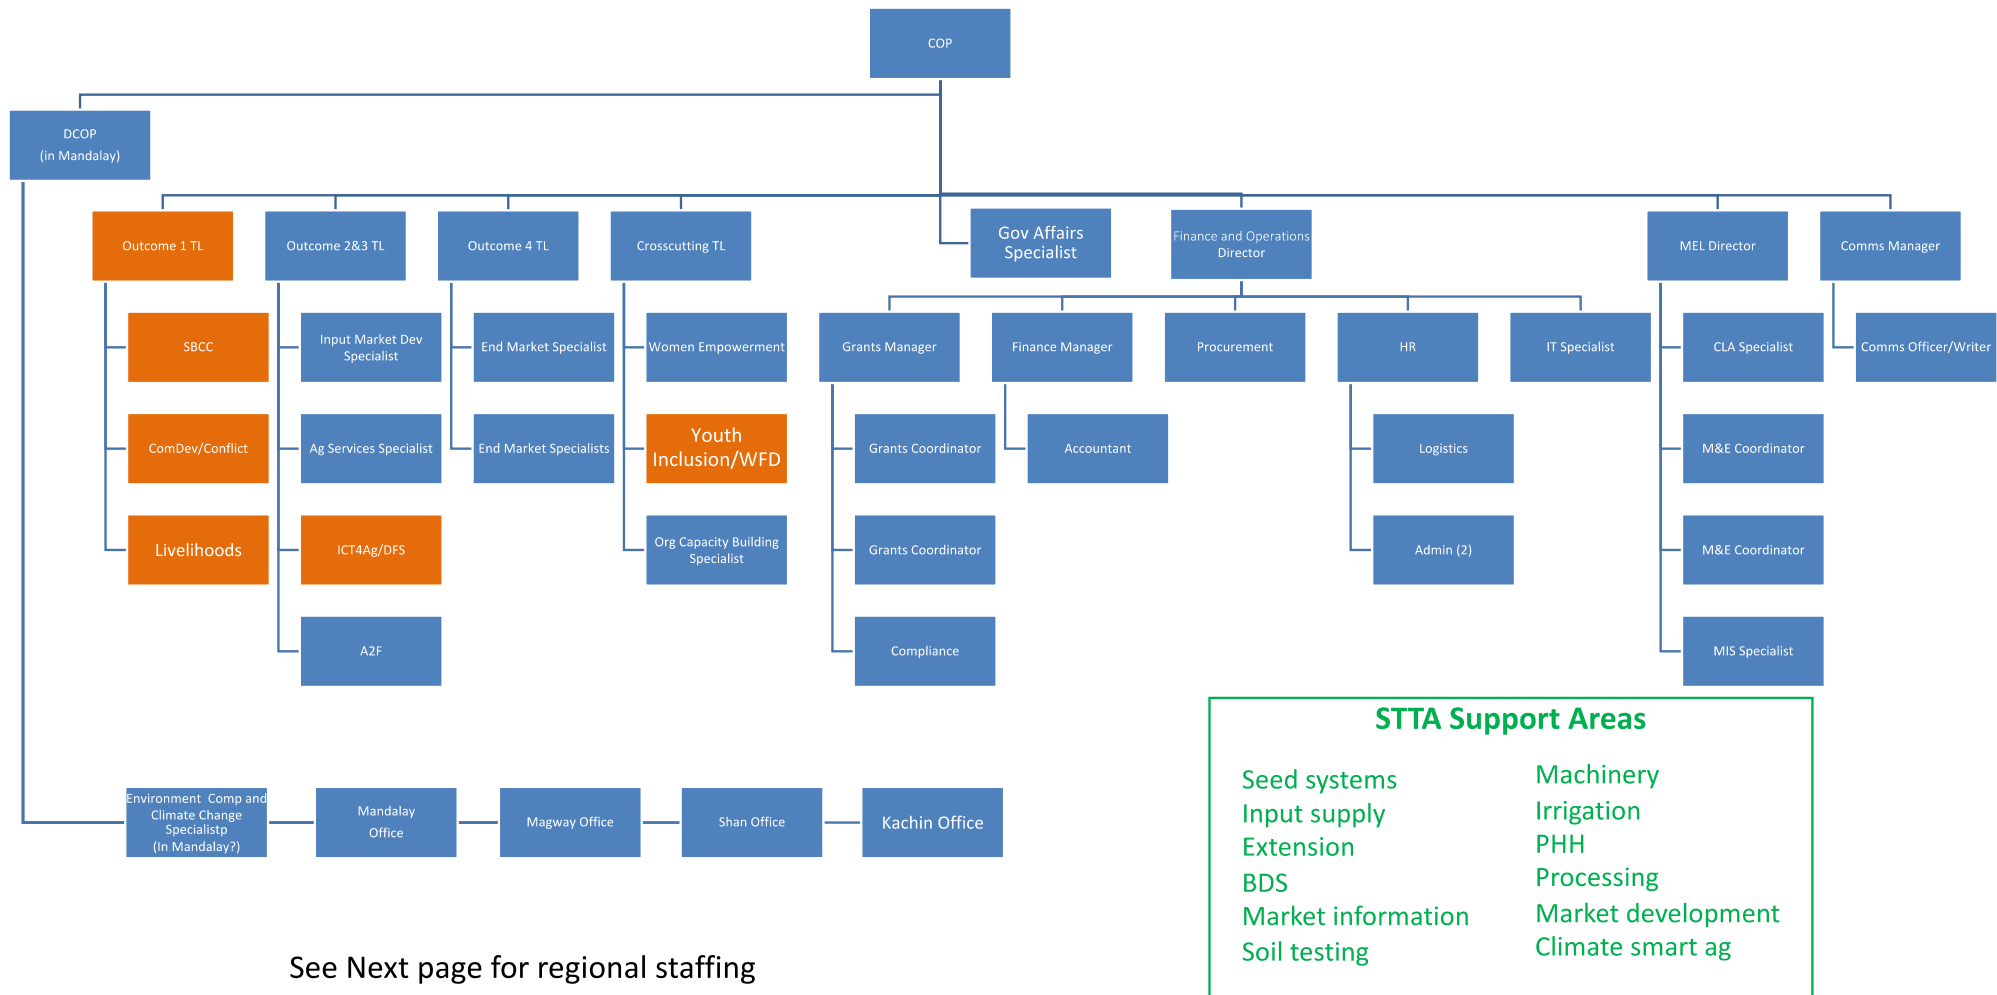 COP
DCOP
(in Mandalay)
Outcome 1 TL
Outcome 2&3 TL
Outcome 4 TL
Crosscutting TL
Gov Affairs
Specialist
Finance and Operations
Director
MEL Director
Comms Manager
SBCC
Input Market Dev
Specialist
End Market Specialist
Women Empowerment
Grants Manager
Finance Manager
Procurement
HR
IT Specialist
CLA Specialist
Comms Officer/Writer
ComDev/Conflict
Ag Services Specialist
End Market Specialists
Youth
Inclusion/WFD
Grants Coordinator
Accountant
Logistics
M&E Coordinator
Livelihoods
ICT4Ag/DFS
Org Capacity Building
Specialist
Grants Coordinator
Admin (2)
M&E Coordinator
A2F
Compliance
MIS Specialist
Environment  Comp and
Climate Change
Specialistp
(In Mandalay?)
Mandalay
Office
Magway Office
Shan Office
Kachin Office
STTA Support Areas
Seed systems
Input supply
Extension
BDS
Market information
Soil testing
Machinery
Irrigation
PHH
Processing
Market development
Climate smart ag
See Next page for regional staffing